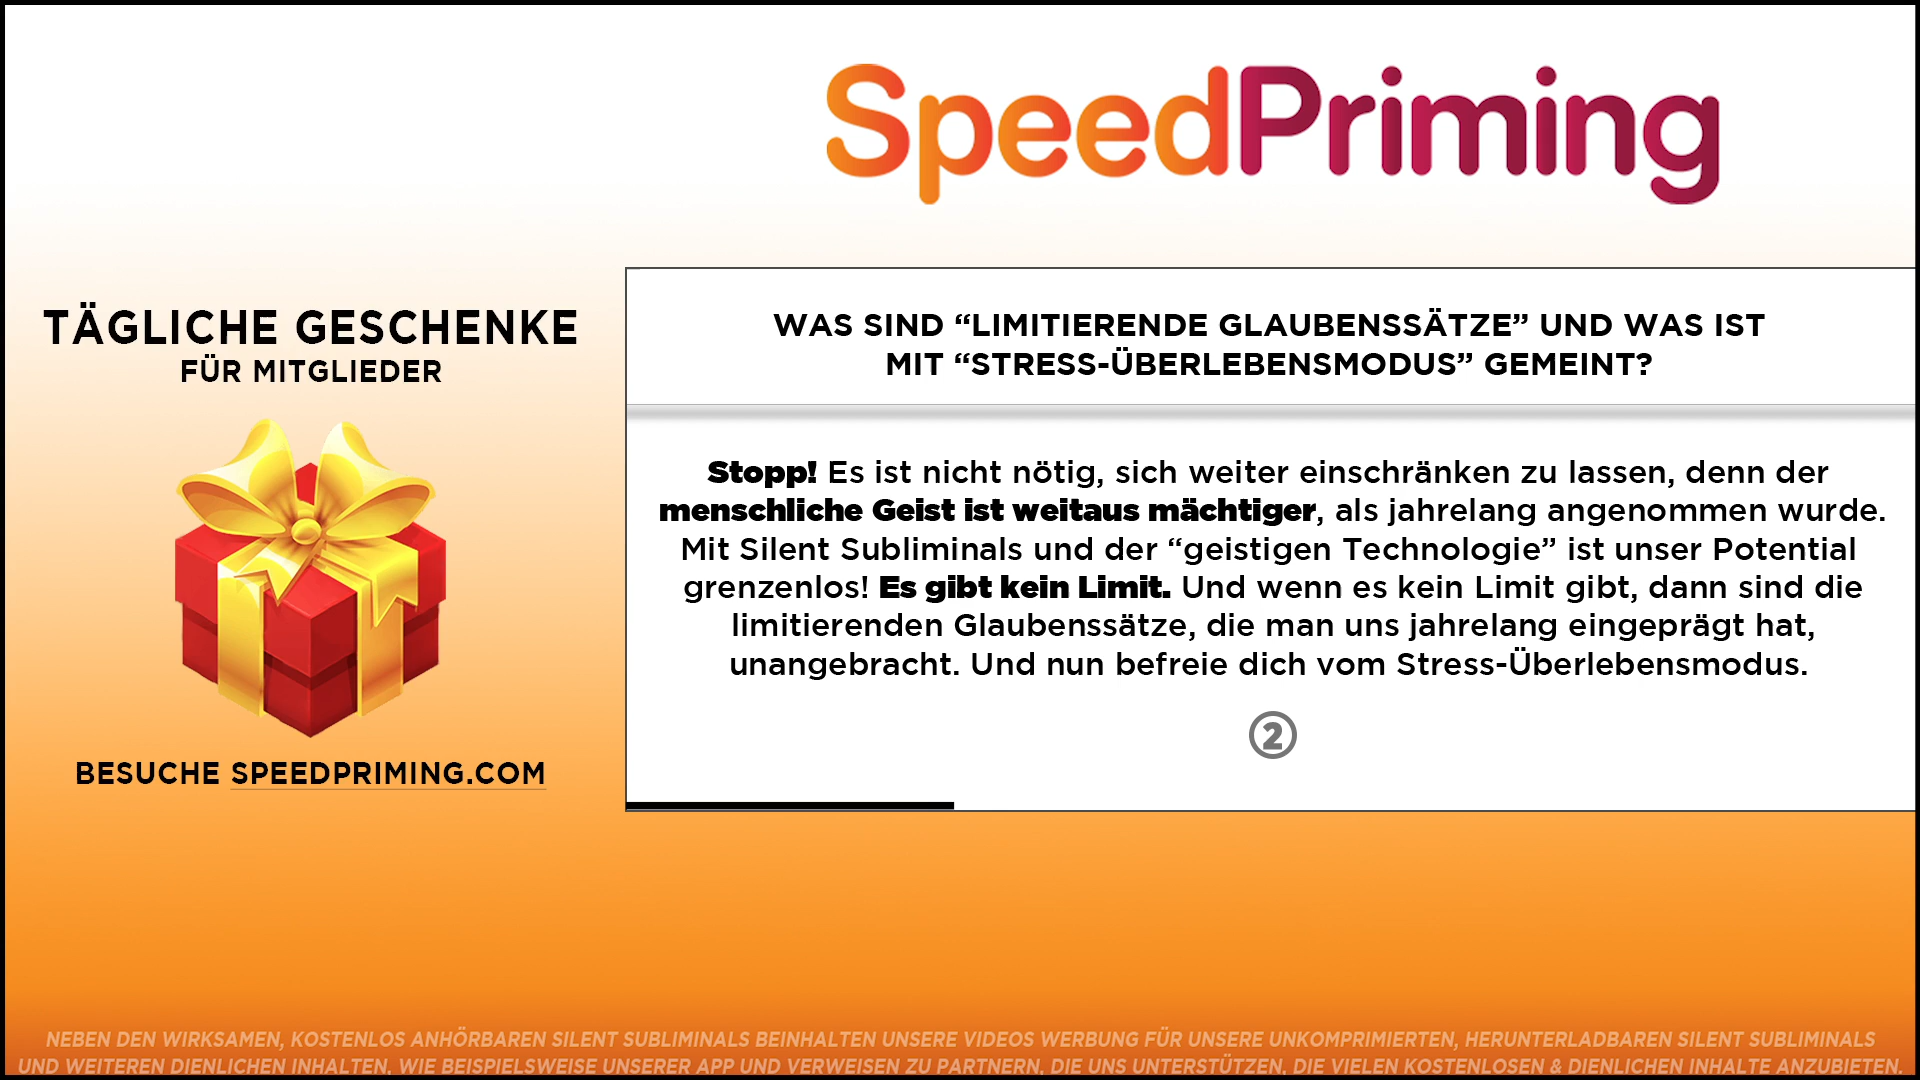 SpeedPriming
TÄGLICHE GESCHENKE
FÜR MITGLIEDER
BESUCHE SPEEDPRIMING.COM
WAS SIND “LIMITIERENDE GLAUBENSSÄTZE” UND WAS IST
MIT “STRESS-ÜBERLEBENSMODUS” GEMEINT?
Stopp! Es ist nicht nötig, sich weiter einschränken zu lassen, denn der
menschliche Geist ist weitaus mächtiger, als jahrelang angenommen wurde.
Mit Silent Subliminals und der “geistigen Technologie” ist unser Potential
grenzenlos! Es gibt kein Limit. Und wenn es kein Limit gibt, dann sind die
limitierenden Glaubenssätze, die man uns jahrelang eingeprägt hat,
unangebracht. Und nun befreie dich vom Stress-Überlebensmodus.
2
NEBEN DEN WIRKSAMEN, KOSTENLOS ANHÖRBAREN SILENT SUBLIMINALS BEINHALTEN UNSERE VIDEOS WERBUNG FÜR UNSERE UNKOMPRIMIERTEN, HERUNTERLADBAREN SILENT SUBLIMINALS
UND WEITEREN DIENLICHEN INHALTEN, WIE BEISPIELSWEISE UNSERER APP UND VERWEISEN ZU PARTNERN, DIE UNS UNTERSTÜTZEN, DIE VIELEN KOSTENLOSEN & DIENLICHEN INHALTE ANZUBIETEN.